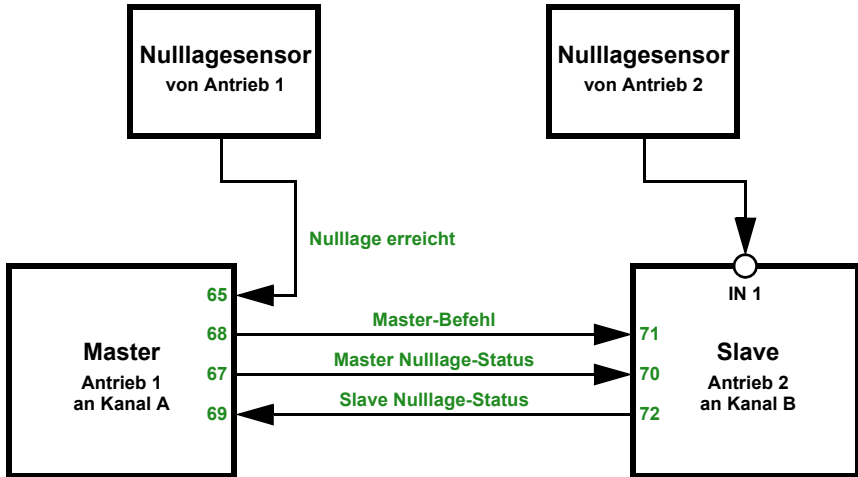 Nulllagesensor
von Antrieb 1
Nulllagesensor
von Antrieb 2
Nulllage erreicht
65
68
67
69
Master
Antrieb 1
an Kanal A
Master-Befehl
Master Nulllage-Status
Slave Nulllage-Status
IN 1
71
70
72
Slave
Antrieb 2
an Kanal B